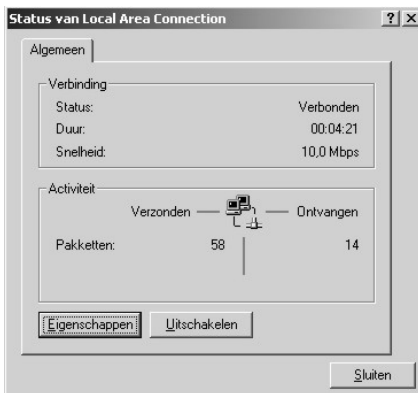 Status van Local Area Connection
Algemeen
Verbinding
Status: Verbonden
Duur: 00:04:21
Snelheid: 10,0 Mbps
Activiteit
Verzonden Ontvangen
Pakketten: 58 14
Eigenschappen Uitschakelen
Sluiten